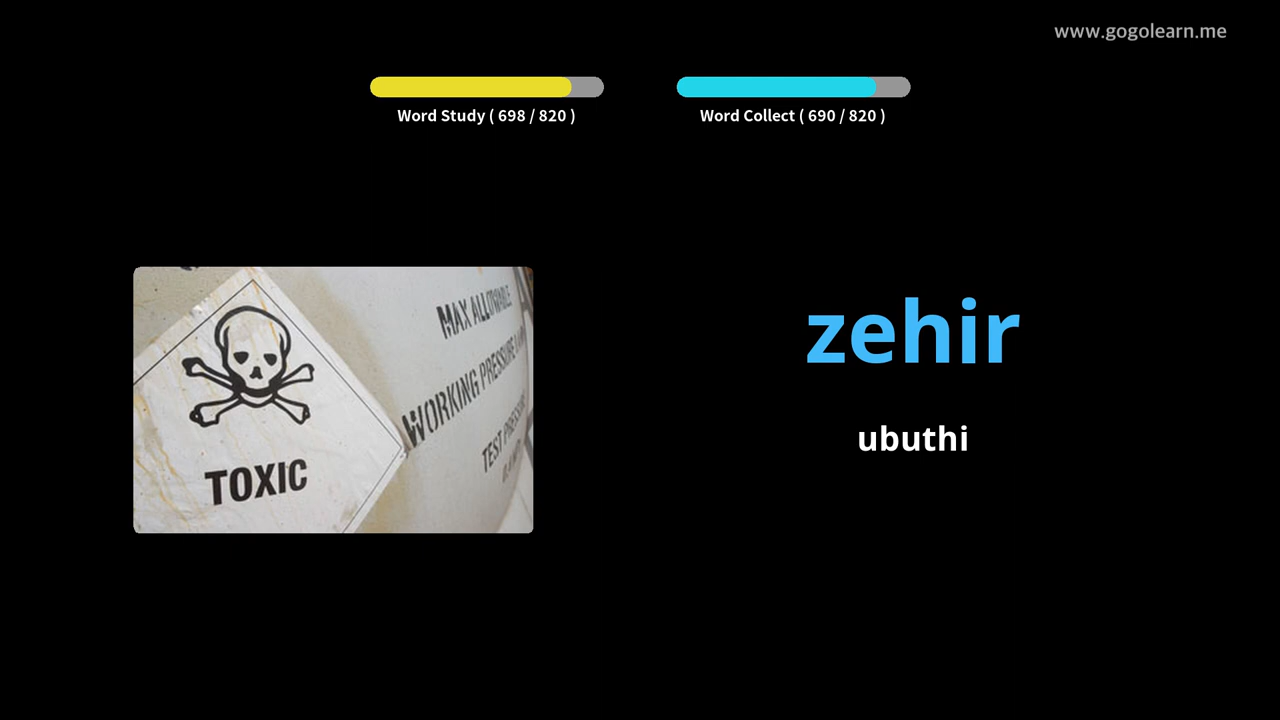 www.gogolearn.me
Word Study ( 698 / 820 )
Word Collect ( 690 / 820 )
MAX ALLOWABLE
WORKING PRESSURE
TEST PRESSURE
TOXIC
zehir
ubuthi